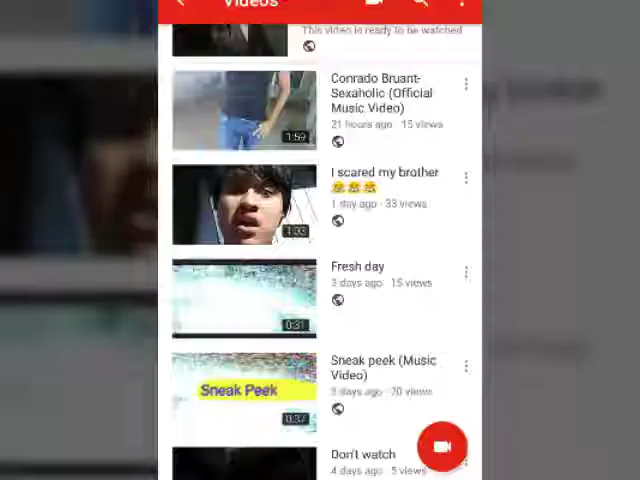 Videos
This video is ready to be watched
Conrado Bruant-
Sexaholic (Official
Music Video)
21 hours ago · 15 views
1:59
I scared my brother
😂😂😂
1 day ago · 33 views
1:03
Fresh day
3 days ago · 15 views
0:31
Sneak peek (Music
Video)
3 days ago · 20 views
Sneak Peek
0:37
Don't watch
4 days ago · 5 views